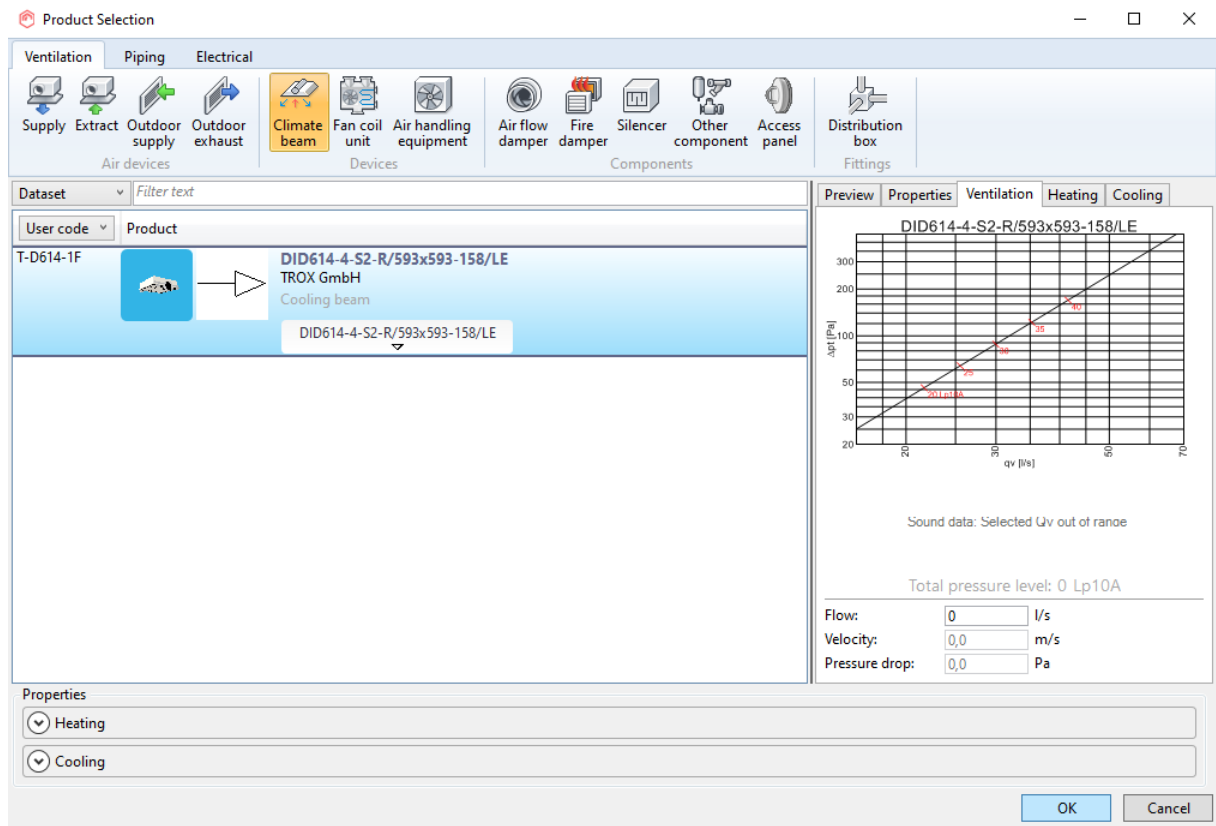 Product Selection
Ventilation Piping Electrical
Supply Extract Outdoor supply Outdoor exhaust Climate beam Fan coil unit Air handling equipment Air flow damper Fire damper Silencer Other component Access panel Distribution box
Air devices Devices Components Fittings
Dataset Filter text
Preview Properties Ventilation Heating Cooling
User code Product
T-D614-1F
DID614-4-S2-R/593x593-158/LE
TROX GmbH
Cooling beam
DID614-4-S2-R/593x593-158/LE
DID614-4-S2-R/593x593-158/LE
Δpt [Pa]
300
200
100
50
30
20
40
35
30
25
20 Lp10A
20 30 50 70
qv [l/s]
Sound data: Selected Qv out of range
Total pressure level: 0 Lp10A
Flow: 0 l/s
Velocity: 0,0 m/s
Pressure drop: 0,0 Pa
Properties
Heating
Cooling
OK Cancel